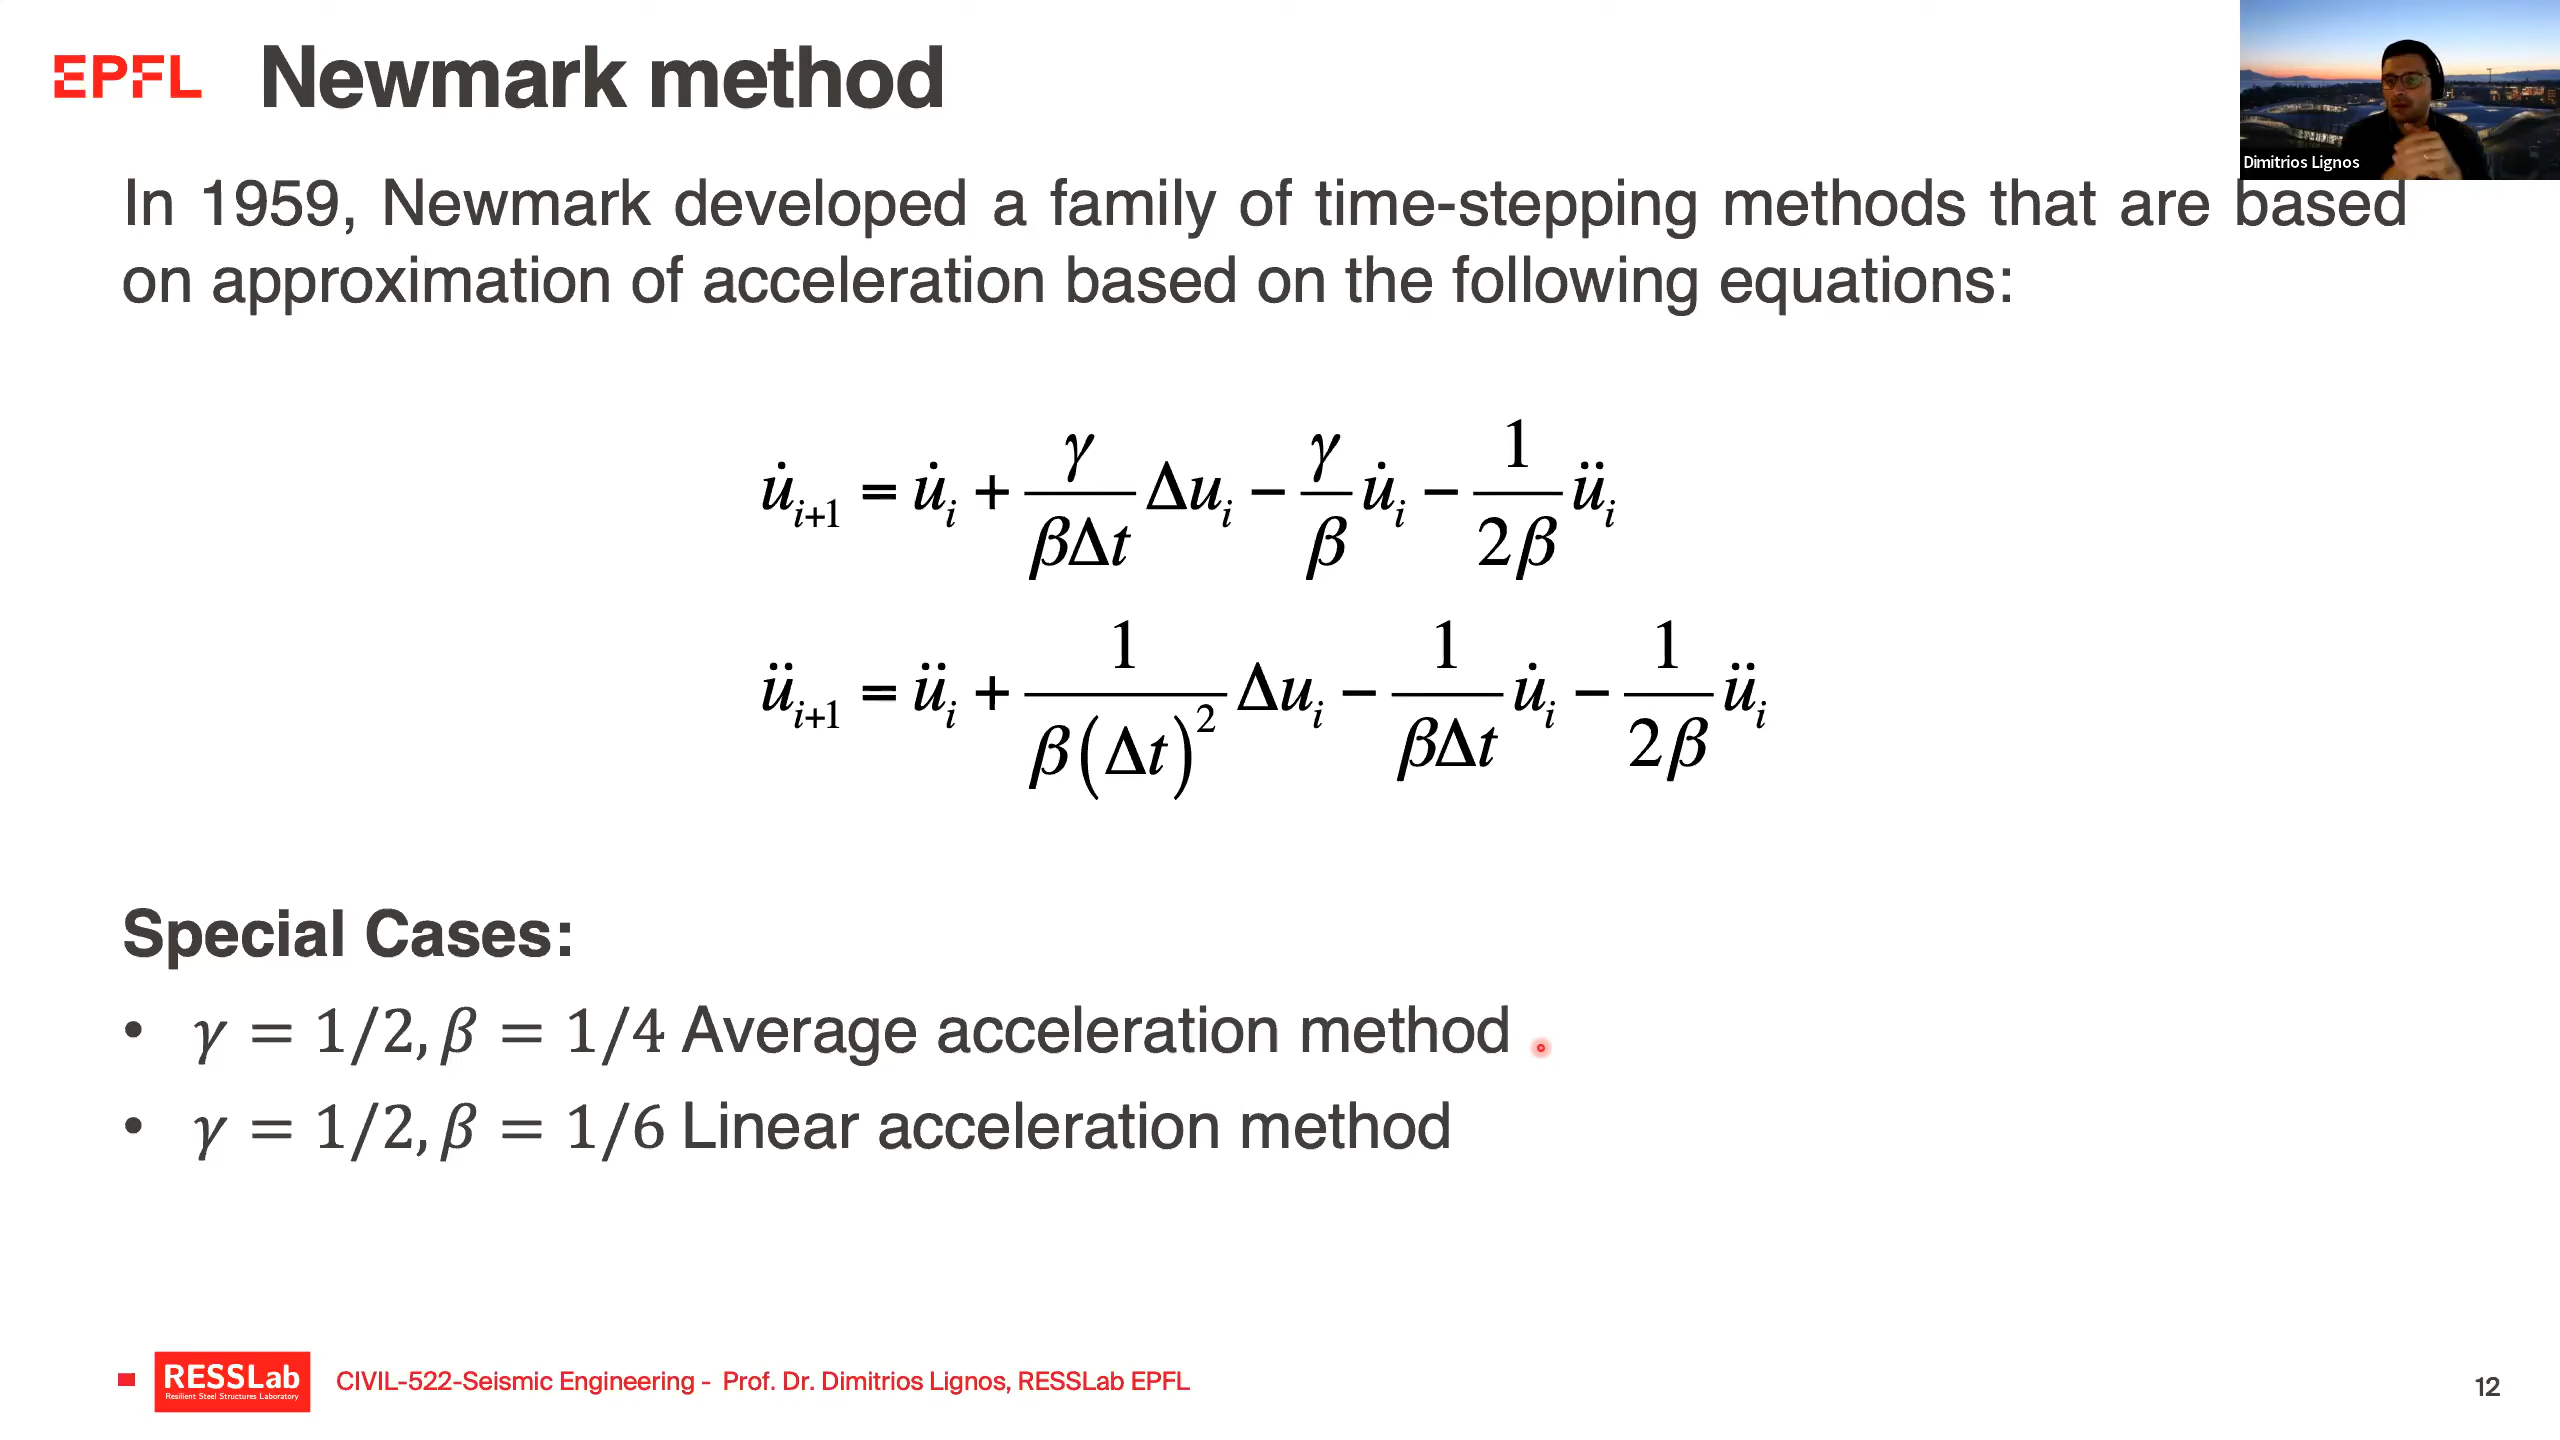 EPFL Newmark method
Dimitrios Lignos
In 1959, Newmark developed a family of time-stepping methods that are based
on approximation of acceleration based on the following equations:
u̇ᵢ₊₁ = u̇ᵢ + γ/(βΔt) Δuᵢ − γ/β u̇ᵢ − 1/(2β) üᵢ
üᵢ₊₁ = üᵢ + 1/(β(Δt)²) Δuᵢ − 1/(βΔt) u̇ᵢ − 1/(2β) üᵢ
Special Cases:
• γ = 1/2, β = 1/4 Average acceleration method
• γ = 1/2, β = 1/6 Linear acceleration method
RESSLab
Resilient Steel Structures Laboratory
CIVIL-522-Seismic Engineering - Prof. Dr. Dimitrios Lignos, RESSLab EPFL
12